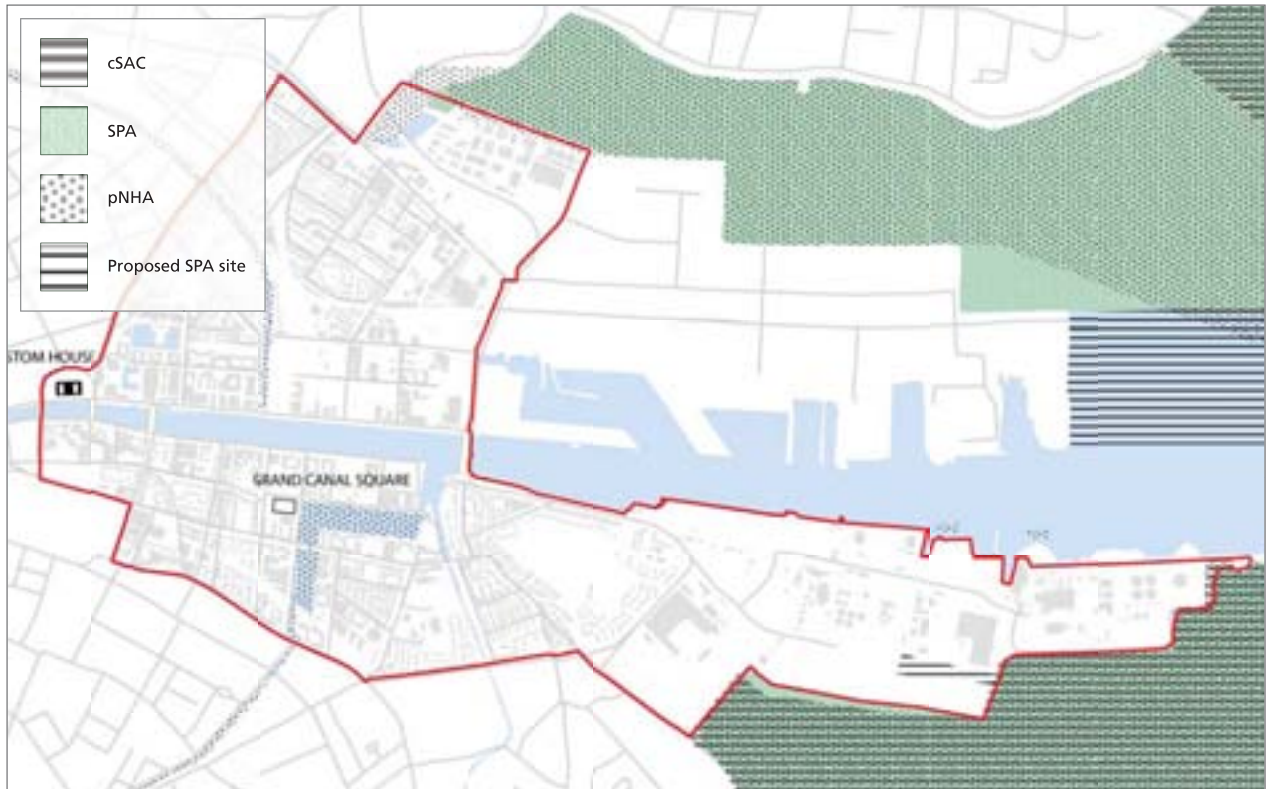 cSAC
SPA
pNHA
Proposed SPA site
STOM HOUSE
GRAND CANAL SQUARE